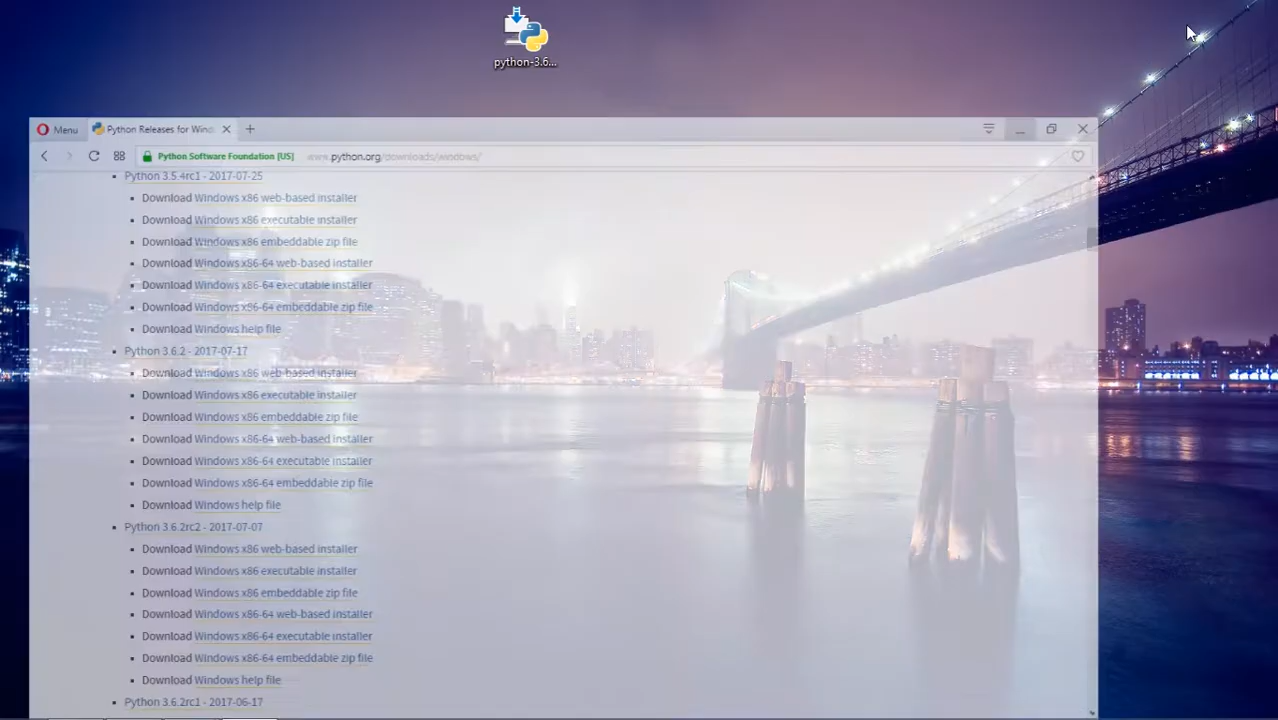 python-3.6...
Menu
Python Releases for Wind
Python Software Foundation [US] www.python.org/downloads/windows/
Python 3.5.4rc1 - 2017-07-25
Download Windows x86 web-based installer
Download Windows x86 executable installer
Download Windows x86 embeddable zip file
Download Windows x86-64 web-based installer
Download Windows x86-64 executable installer
Download Windows x86-64 embeddable zip file
Download Windows help file
Python 3.6.2 - 2017-07-17
Download Windows x86 web-based installer
Download Windows x86 executable installer
Download Windows x86 embeddable zip file
Download Windows x86-64 web-based installer
Download Windows x86-64 executable installer
Download Windows x86-64 embeddable zip file
Download Windows help file
Python 3.6.2rc2 - 2017-07-07
Download Windows x86 web-based installer
Download Windows x86 executable installer
Download Windows x86 embeddable zip file
Download Windows x86-64 web-based installer
Download Windows x86-64 executable installer
Download Windows x86-64 embeddable zip file
Download Windows help file
Python 3.6.2rc1 - 2017-06-17